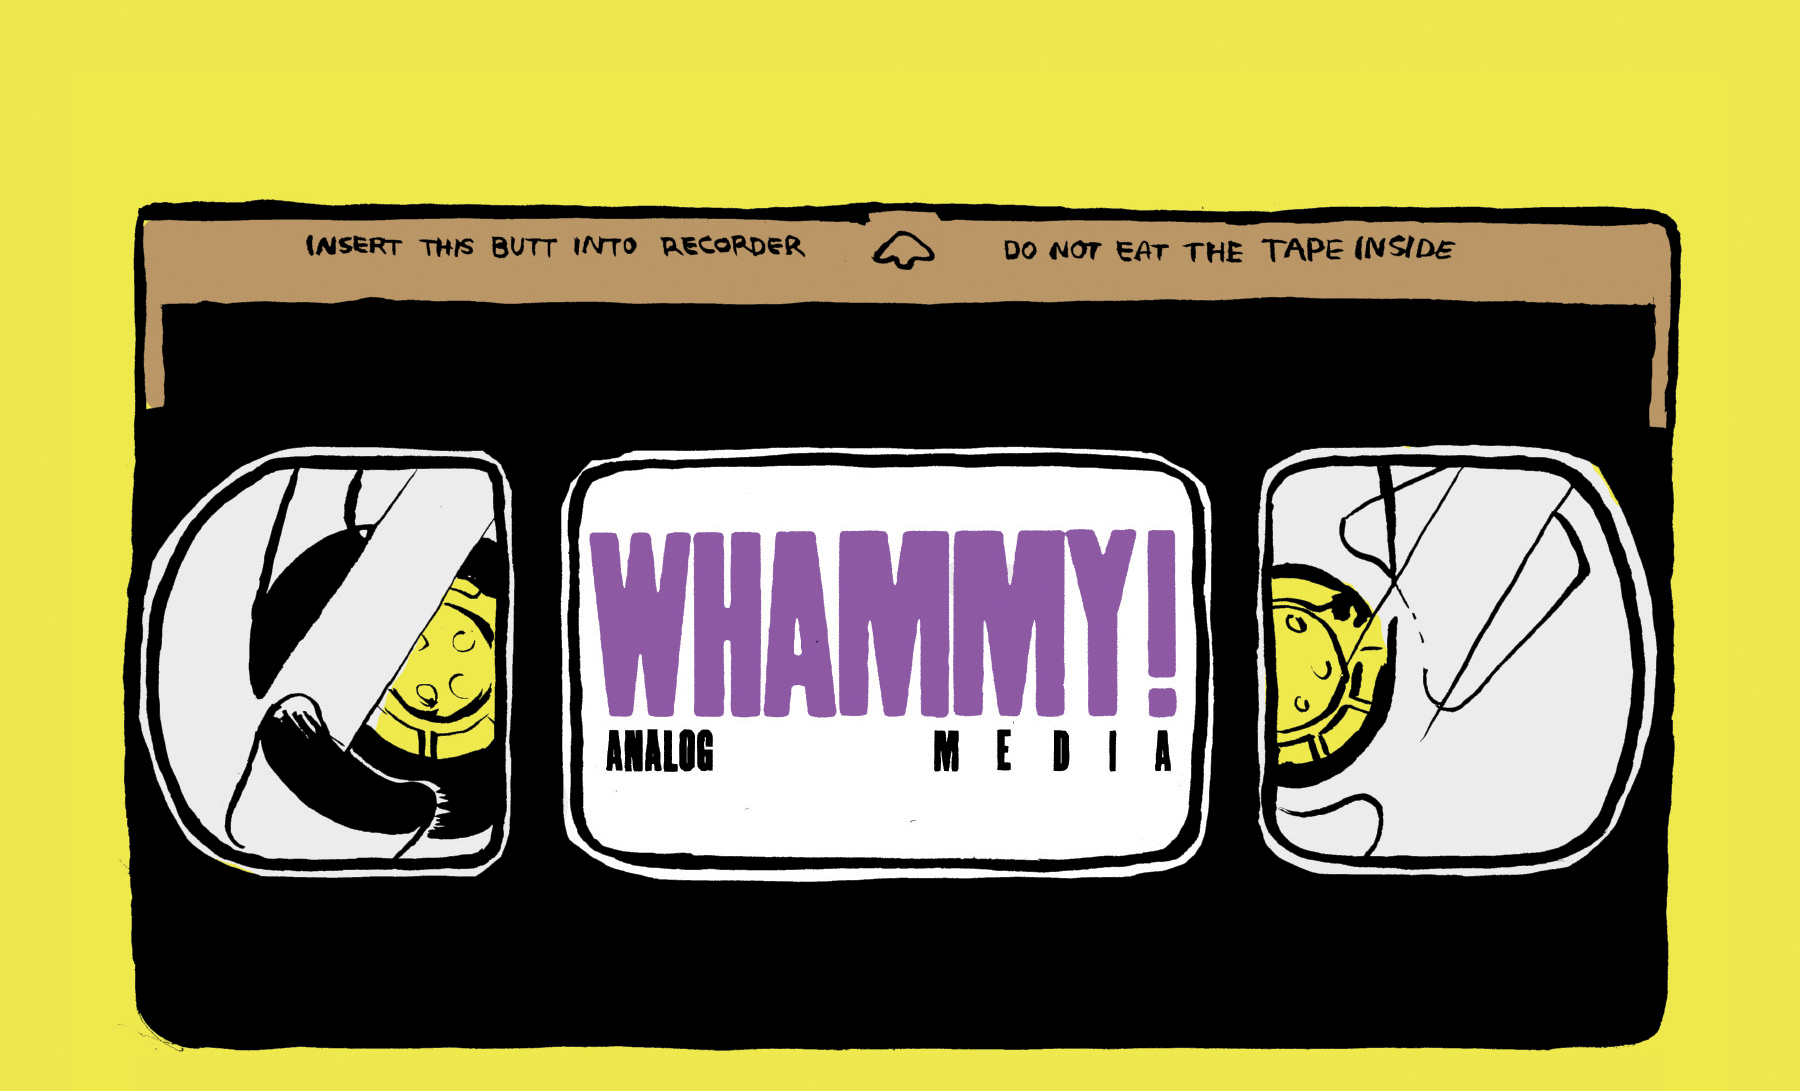 INSERT THIS BUTT INTO RECORDER DO NOT EAT THE TAPE INSIDE
WHAMMY!
ANALOG MEDIA